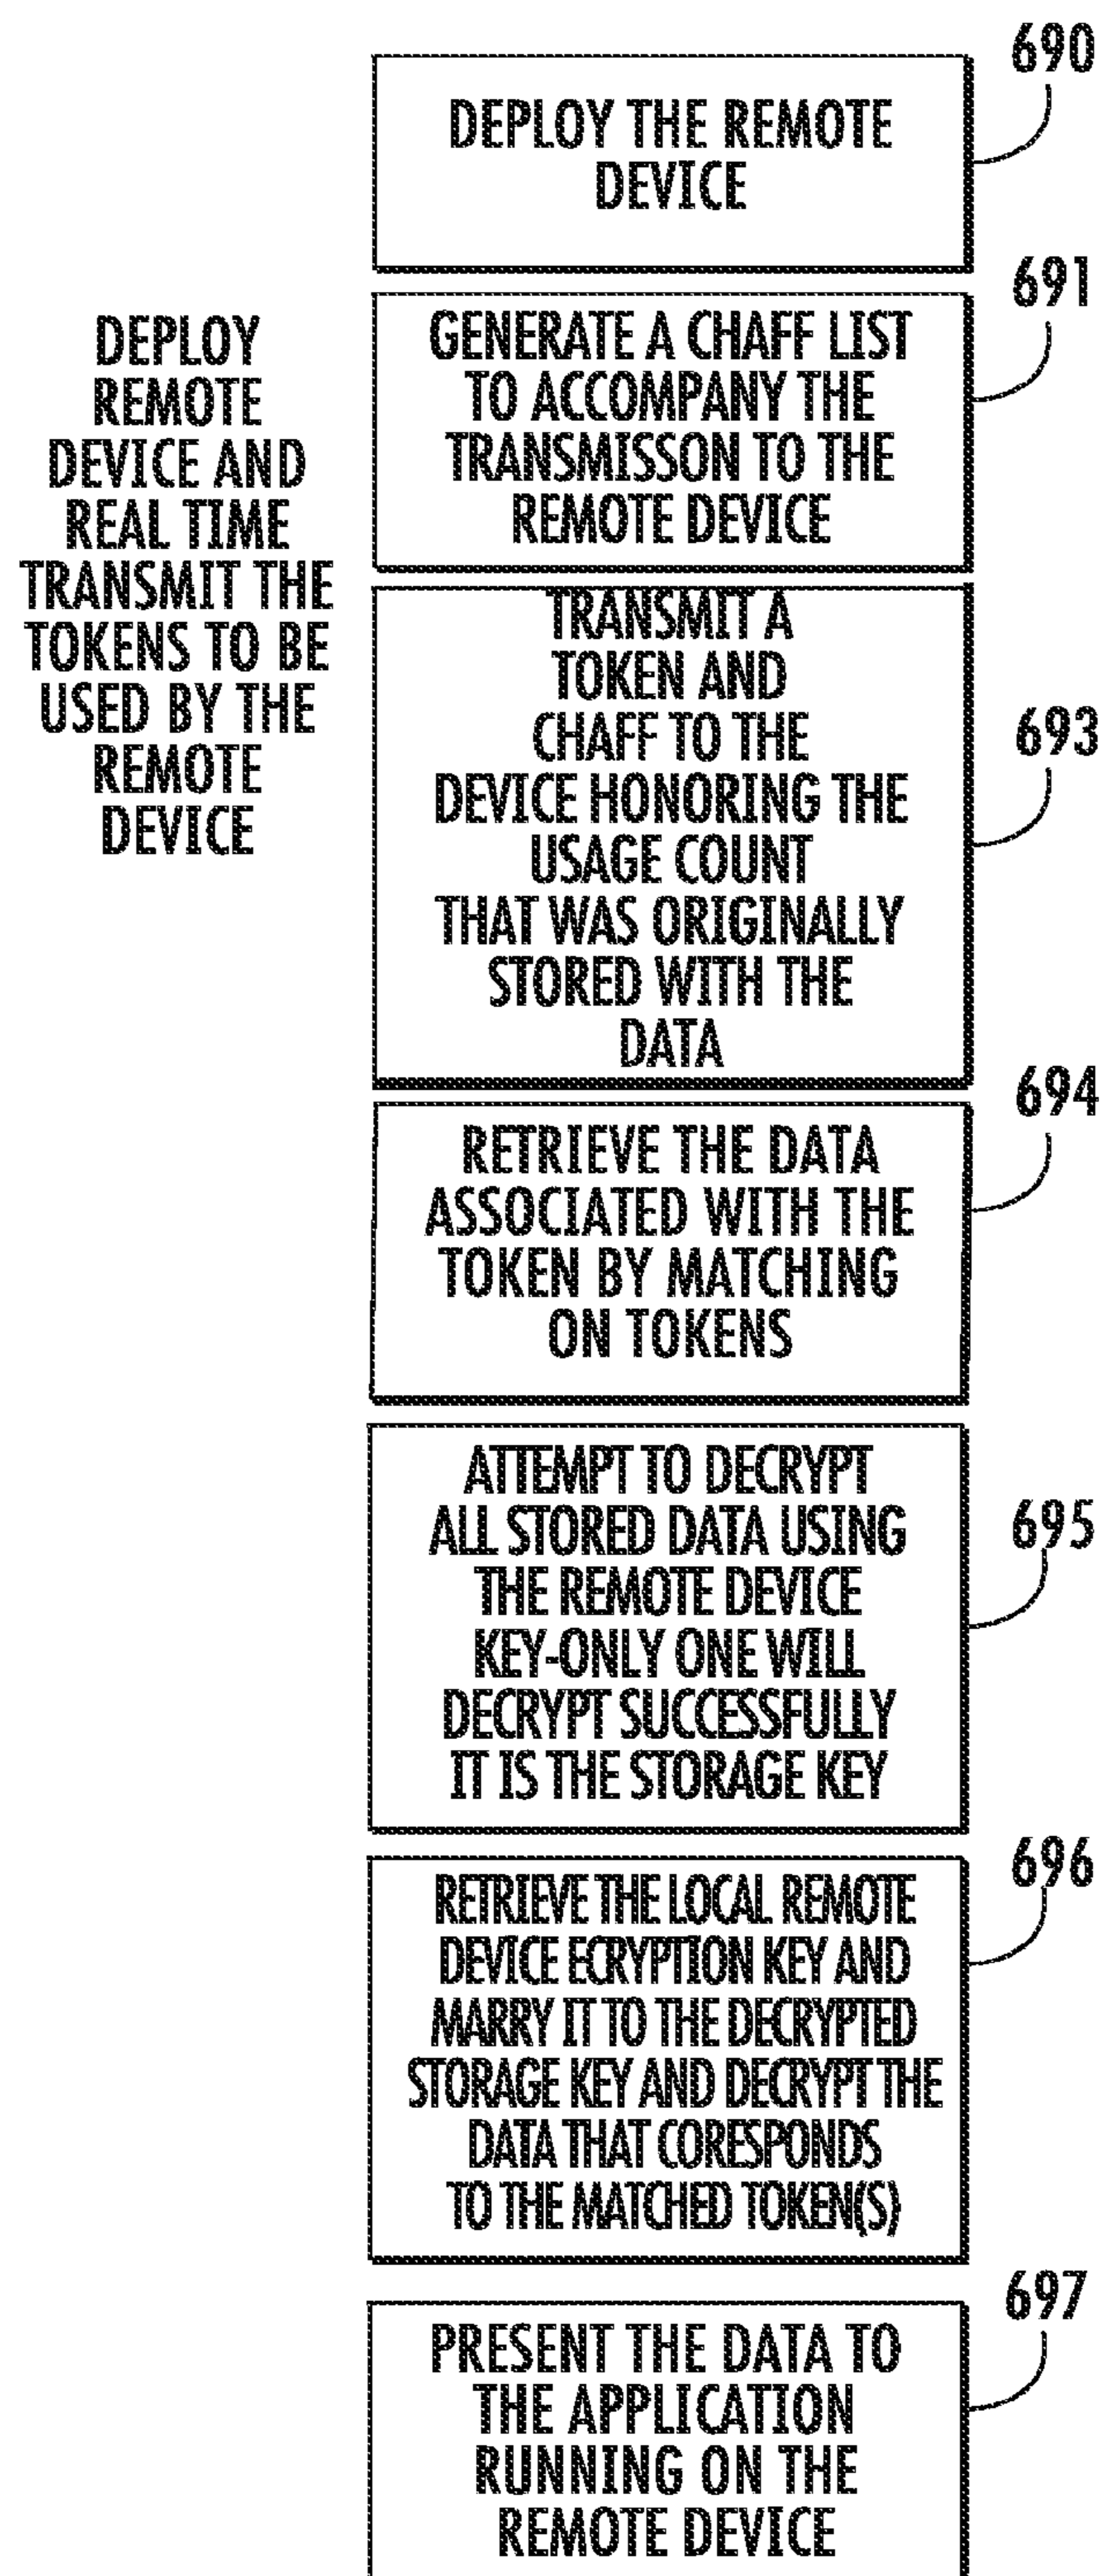 690
DEPLOY THE REMOTE
DEVICE
DEPLOY
REMOTE
DEVICE AND
REAL TIME
TRANSMIT THE
TOKENS TO BE
USED BY THE
REMOTE
DEVICE
691
GENERATE A CHAFF LIST
TO ACCOMPANY THE
TRANSMISSON TO THE
REMOTE DEVICE
693
TRANSMIT A
TOKEN AND
CHAFF TO THE
DEVICE HONORING THE
USAGE COUNT
THAT WAS ORIGINALLY
STORED WITH THE
DATA
694
RETRIEVE THE DATA
ASSOCIATED WITH THE
TOKEN BY MATCHING
ON TOKENS
695
ATTEMPT TO DECRYPT
ALL STORED DATA USING
THE REMOTE DEVICE
KEY-ONLY ONE WILL
DECRYPT SUCCESSFULLY
IT IS THE STORAGE KEY
696
RETRIEVE THE LOCAL REMOTE
DEVICE ECRYPTION KEY AND
MARRY IT TO THE DECRYPTED
STORAGE KEY AND DECRYPT THE
DATA THAT CORESPONDS
TO THE MATCHED TOKEN(S)
697
PRESENT THE DATA TO
THE APPLICATION
RUNNING ON THE
REMOTE DEVICE